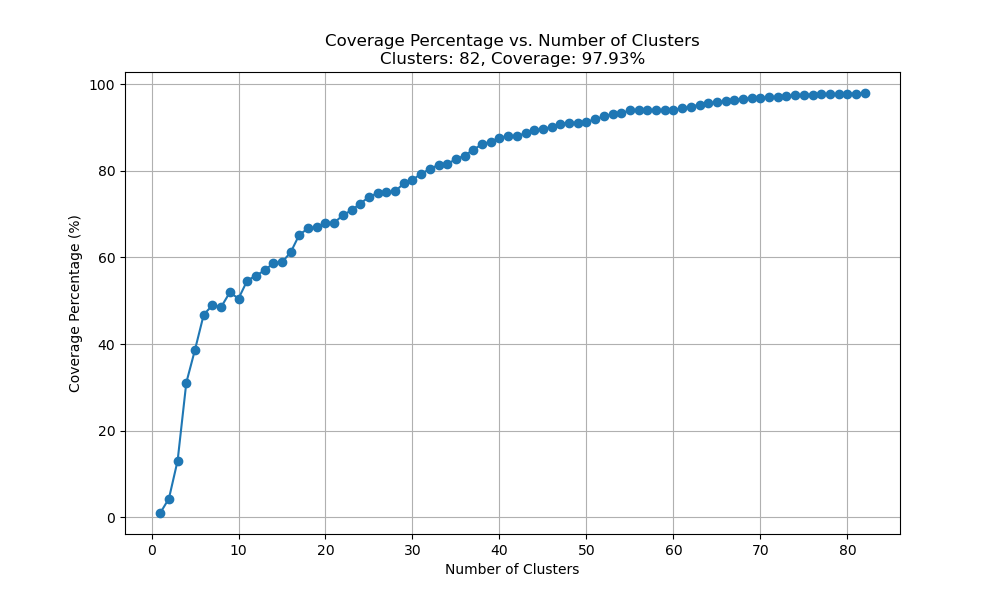 Coverage Percentage vs. Number of Clusters
Clusters: 82, Coverage: 97.93%
Coverage Percentage (%)
100
80
60
40
20
0
0 10 20 30 40 50 60 70 80
Number of Clusters